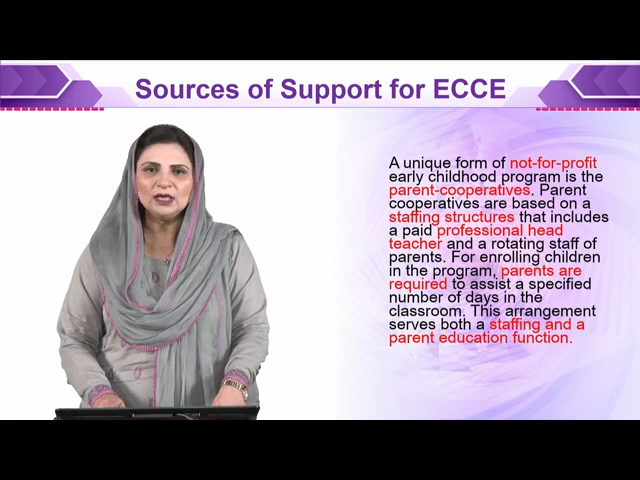 Sources of Support for ECCE
A unique form of not-for-profit
early childhood program is the
parent-cooperatives. Parent
cooperatives are based on a
staffing structures that includes
a paid professional head
teacher and a rotating staff of
parents. For enrolling children
in the program, parents are
required to assist a specified
number of days in the
classroom. This arrangement
serves both a staffing and a
parent education function.